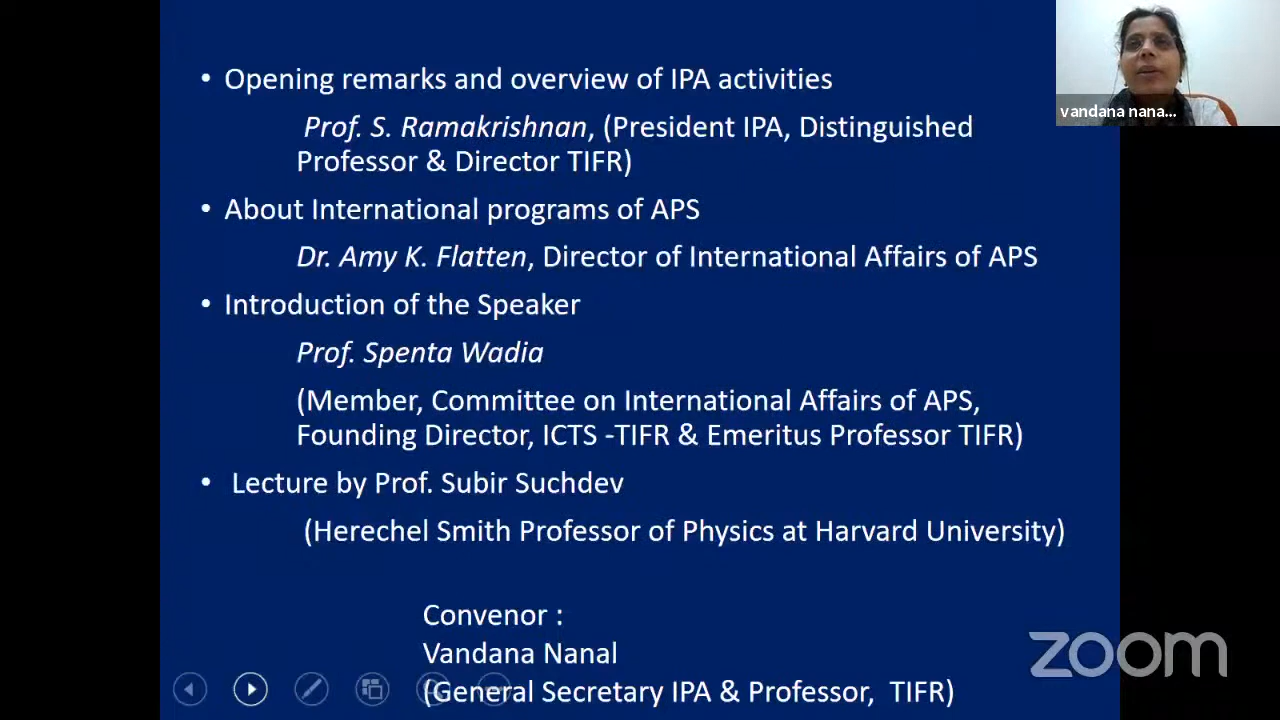 • Opening remarks and overview of IPA activities
Prof. S. Ramakrishnan, (President IPA, Distinguished
Professor & Director TIFR)
• About International programs of APS
Dr. Amy K. Flatten, Director of International Affairs of APS
• Introduction of the Speaker
Prof. Spenta Wadia
(Member, Committee on International Affairs of APS,
Founding Director, ICTS -TIFR & Emeritus Professor TIFR)
• Lecture by Prof. Subir Suchdev
(Herechel Smith Professor of Physics at Harvard University)
Convenor :
Vandana Nanal
(General Secretary IPA & Professor, TIFR)
vandana nana...
zoom